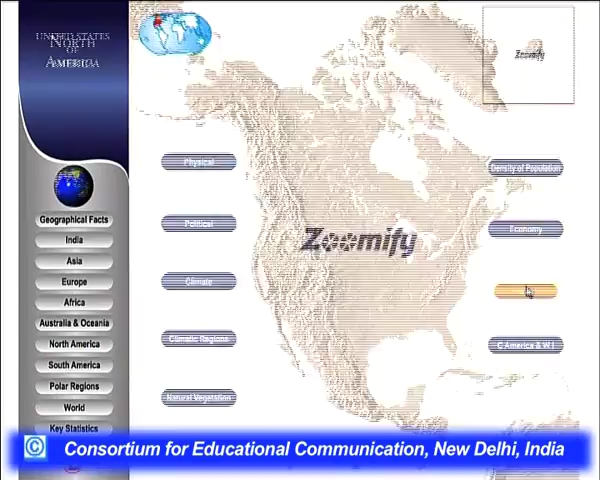 UNITED STATES
NORTH
OF
AMERICA
Zoomify
Physical
Density of Population
Political
Economy
Zoomify
Climate
Climatic Regions
C America & W I
Natural Vegetation
Geographical Facts
India
Asia
Europe
Africa
Australia & Oceania
North America
South America
Polar Regions
World
Key Statistics
© Consortium for Educational Communication, New Delhi, India